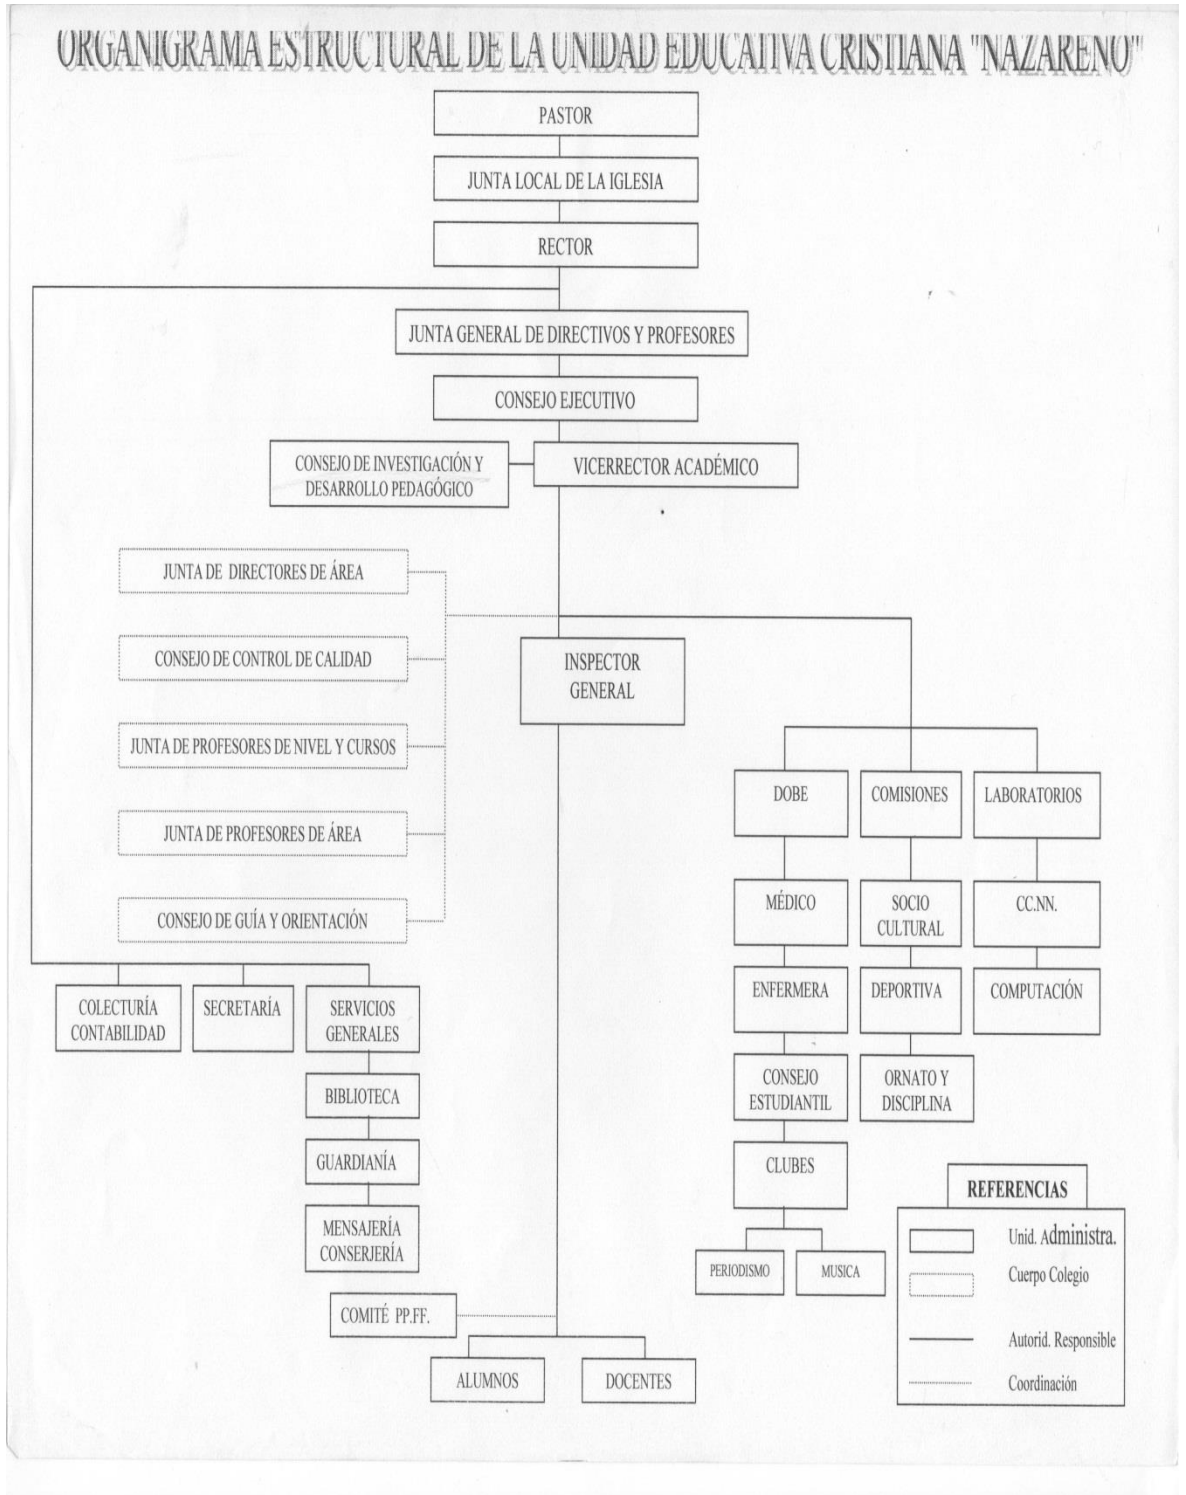 ORGANIGRAMA ESTRUCTURAL DE LA UNIDAD EDUCATIVA CRISTIANA "NAZARENO"
PASTOR
JUNTA LOCAL DE LA IGLESIA
RECTOR
JUNTA GENERAL DE DIRECTIVOS Y PROFESORES
CONSEJO EJECUTIVO
CONSEJO DE INVESTIGACIÓN Y
DESARROLLO PEDAGÓGICO
VICERRECTOR ACADÉMICO
JUNTA DE DIRECTORES DE ÁREA
CONSEJO DE CONTROL DE CALIDAD
JUNTA DE PROFESORES DE NIVEL Y CURSOS
JUNTA DE PROFESORES DE ÁREA
CONSEJO DE GUÍA Y ORIENTACIÓN
INSPECTOR
GENERAL
DOBE
COMISIONES
LABORATORIOS
MÉDICO
SOCIO
CULTURAL
CC.NN.
ENFERMERA
DEPORTIVA
COMPUTACIÓN
CONSEJO
ESTUDIANTIL
ORNATO Y
DISCIPLINA
CLUBES
PERIODISMO
MUSICA
COLECTURÍA
CONTABILIDAD
SECRETARÍA
SERVICIOS
GENERALES
BIBLIOTECA
GUARDIANÍA
MENSAJERÍA
CONSERJERÍA
COMITÉ PP.FF.
ALUMNOS
DOCENTES
REFERENCIAS
Unid. Administra.
Cuerpo Colegio
Autorid. Responsible
Coordinación